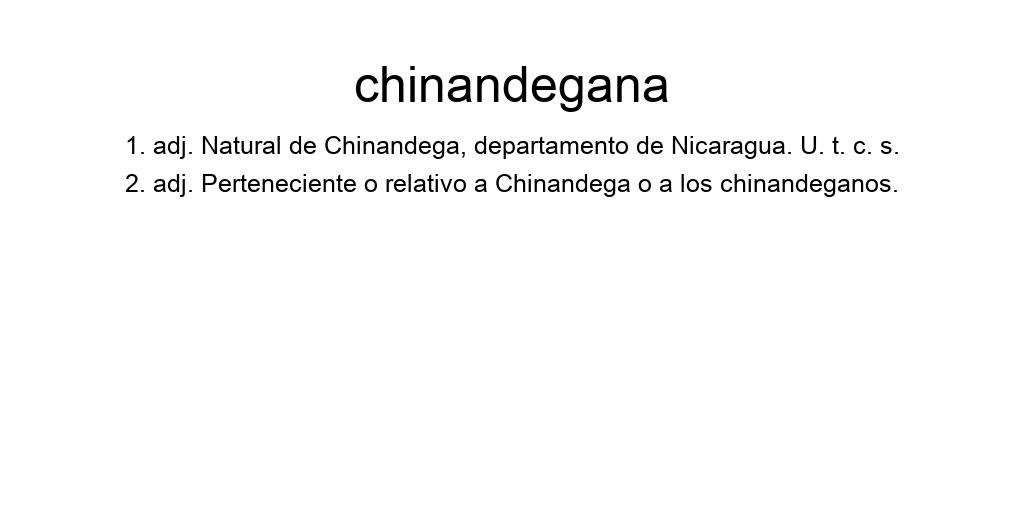 chinandegana
1. adj. Natural de Chinandega, departamento de Nicaragua. U. t. c. s.
2. adj. Perteneciente o relativo a Chinandega o a los chinandeganos.